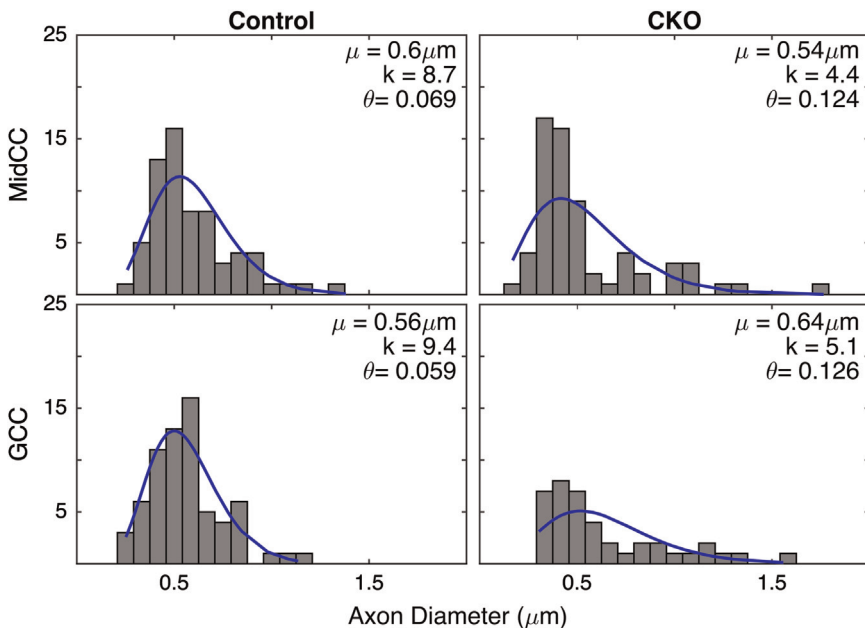 Control
CKO
MidCC
25
15
5
μ = 0.6μm
k = 8.7
θ= 0.069
μ = 0.54μm
k = 4.4
θ= 0.124
GCC
25
15
5
μ = 0.56μm
k = 9.4
θ= 0.059
μ = 0.64μm
k = 5.1
θ= 0.126
0.5
1.5
0.5
1.5
Axon Diameter (μm)